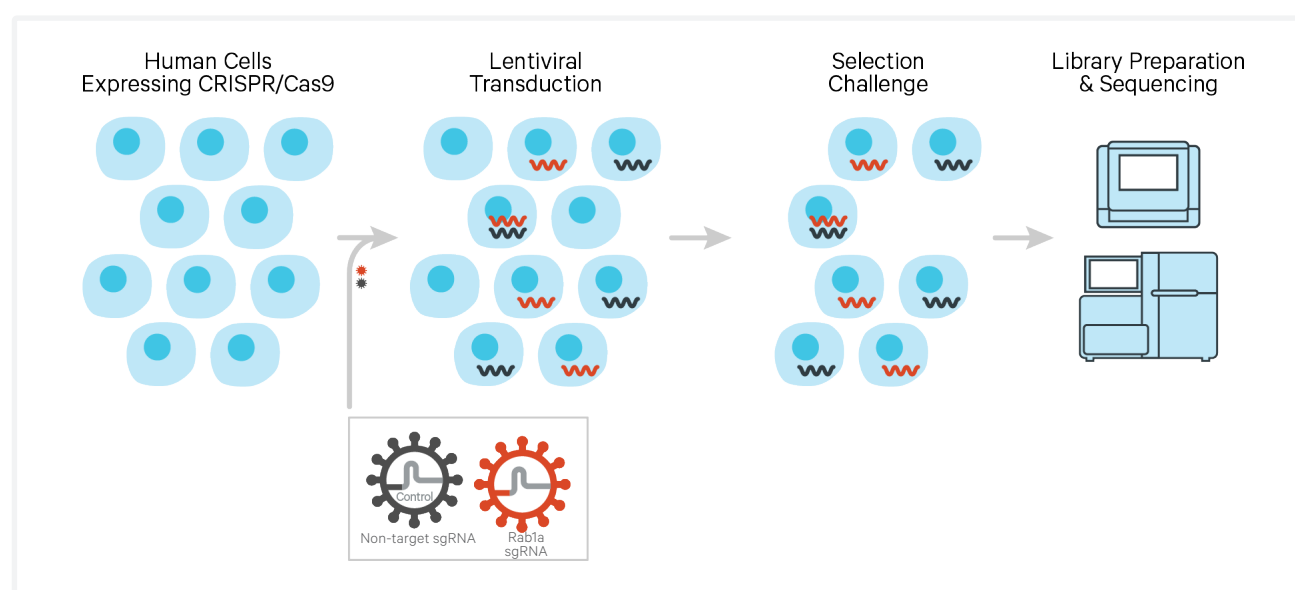 Human Cells
Expressing CRISPR/Cas9
Lentiviral
Transduction
Selection
Challenge
Library Preparation
& Sequencing
Control
Non-target sgRNA
Rab1a
sgRNA